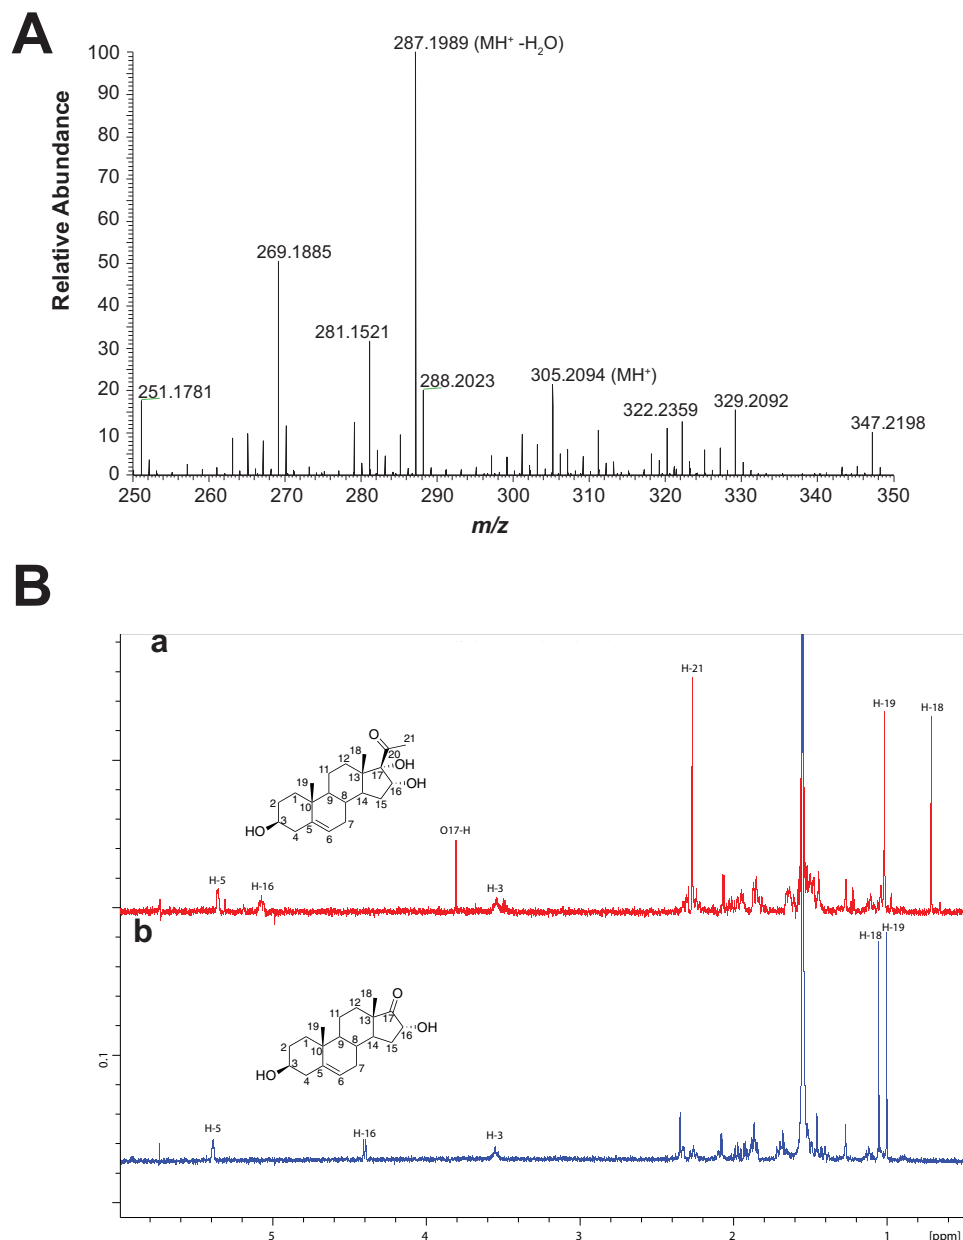 A
287.1989 (MH⁺ -H₂O)
Relative Abundance
100
90
80
70
60
50
40
30
20
10
0
269.1885
281.1521
251.1781
288.2023
305.2094 (MH⁺)
322.2359
329.2092
347.2198
250 260 270 280 290 300 310 320 330 340 350
m/z
B
a
H-21
H-19
H-18
O
21
20
18
12
OH
17
11
13
16
OH
19
15
14
1
9
8
2
10
3
5
7
HO
4
6
O17-H
H-5
H-16
H-3
b
H-18
H-19
18
O
12
17
11
13
16
OH
19
15
14
1
9
8
2
10
3
5
7
HO
4
6
0.1
H-5
H-16
H-3
5 4 3 2 1 [ppm]